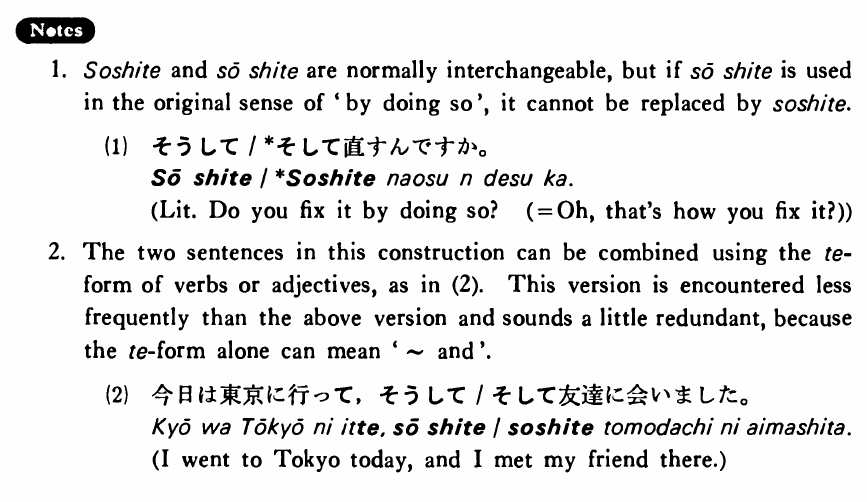 Notes
1. Soshite and sō shite are normally interchangeable, but if sō shite is used
in the original sense of ‘by doing so’, it cannot be replaced by soshite.
(1) そうして / *そして直すんですか。
Sō shite / *Soshite naosu n desu ka.
(Lit. Do you fix it by doing so? (=Oh, that's how you fix it?))
2. The two sentences in this construction can be combined using the te-
form of verbs or adjectives, as in (2). This version is encountered less
frequently than the above version and sounds a little redundant, because
the te-form alone can mean ‘ ~ and’.
(2) 今日は東京に行って，そうして / そして友達に会いました。
Kyō wa Tōkyō ni itte, sō shite / soshite tomodachi ni aimashita.
(I went to Tokyo today, and I met my friend there.)